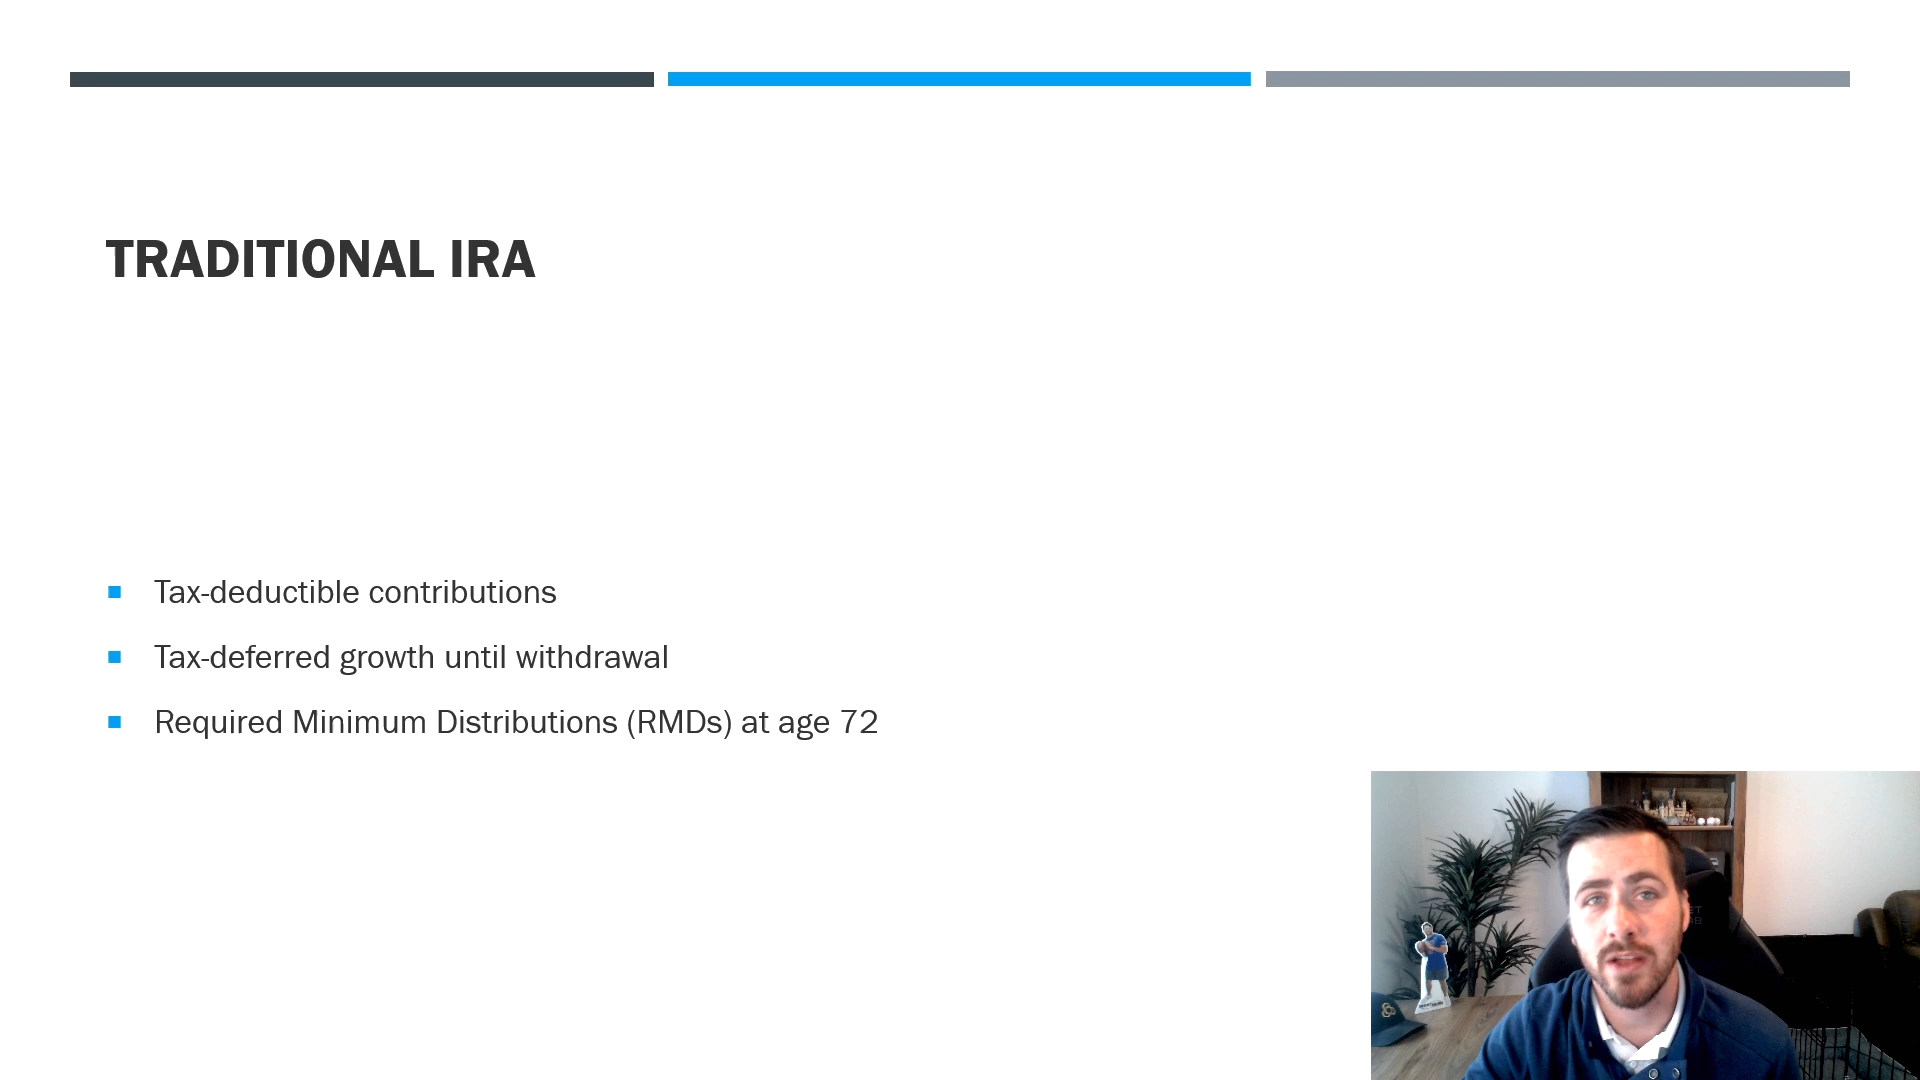 TRADITIONAL IRA
Tax-deductible contributions
Tax-deferred growth until withdrawal
Required Minimum Distributions (RMDs) at age 72